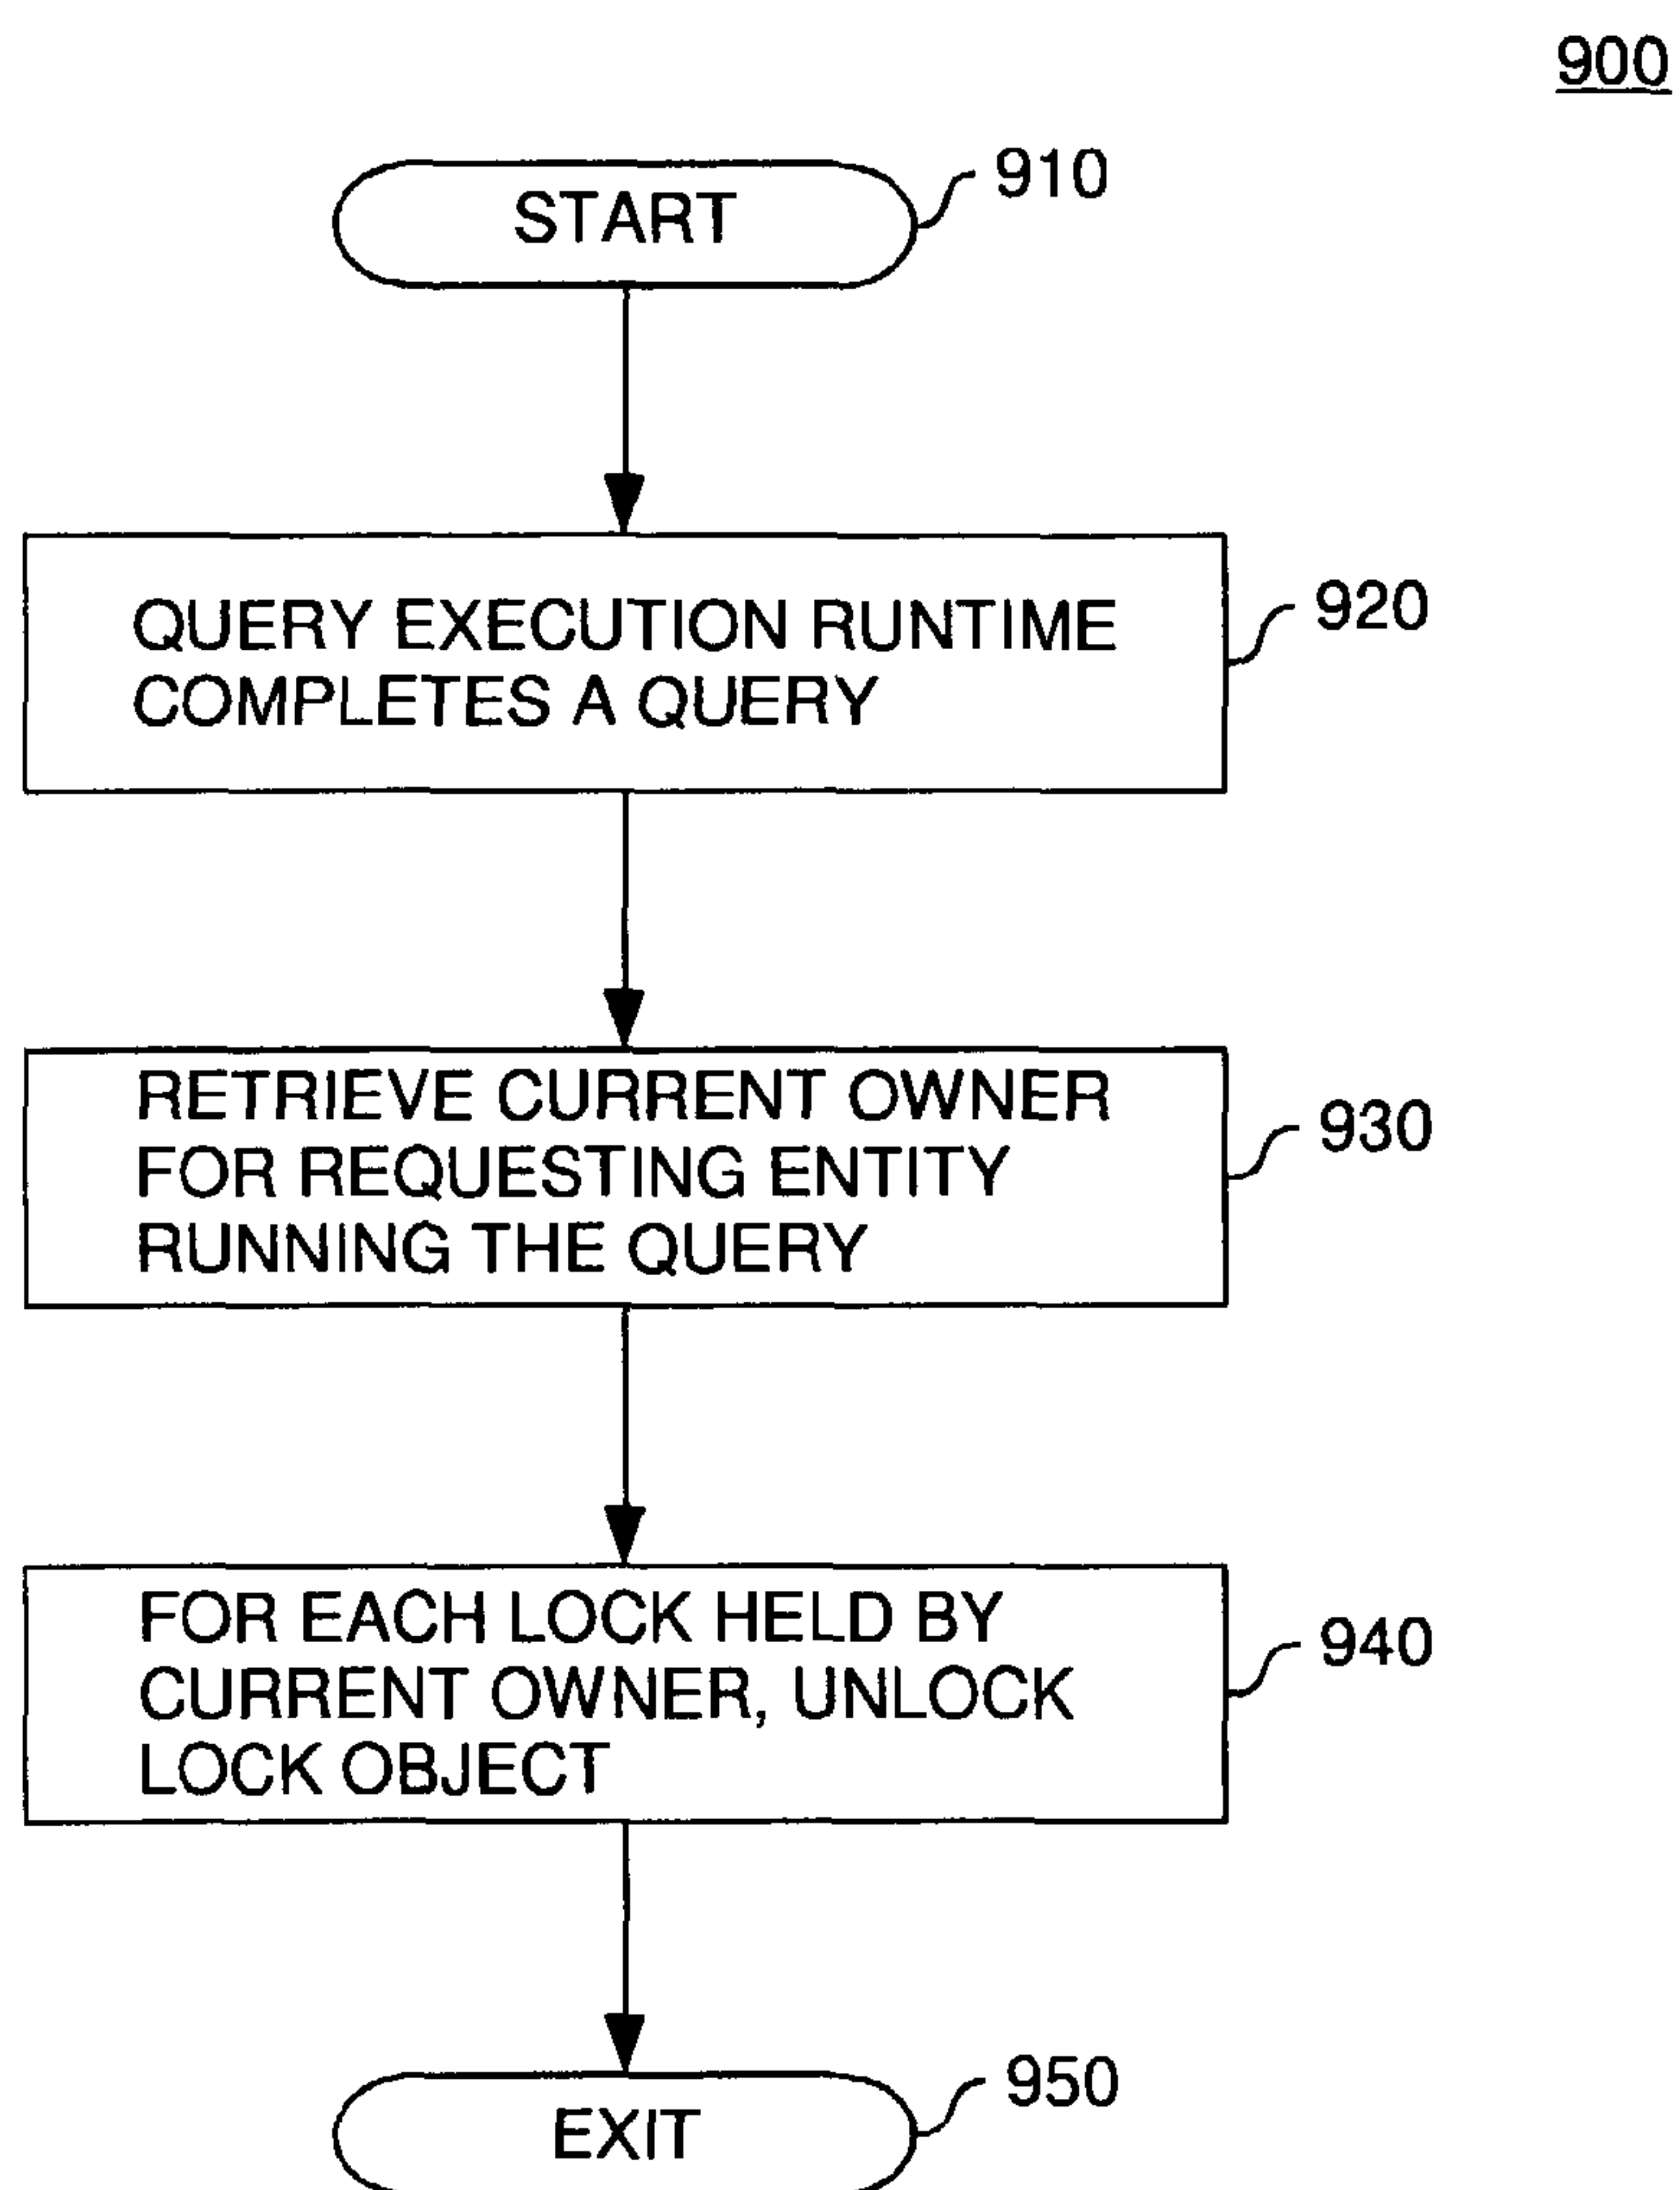 900
START
910
QUERY EXECUTION RUNTIME
COMPLETES A QUERY
920
RETRIEVE CURRENT OWNER
FOR REQUESTING ENTITY
RUNNING THE QUERY
930
FOR EACH LOCK HELD BY
CURRENT OWNER, UNLOCK
LOCK OBJECT
940
EXIT
950